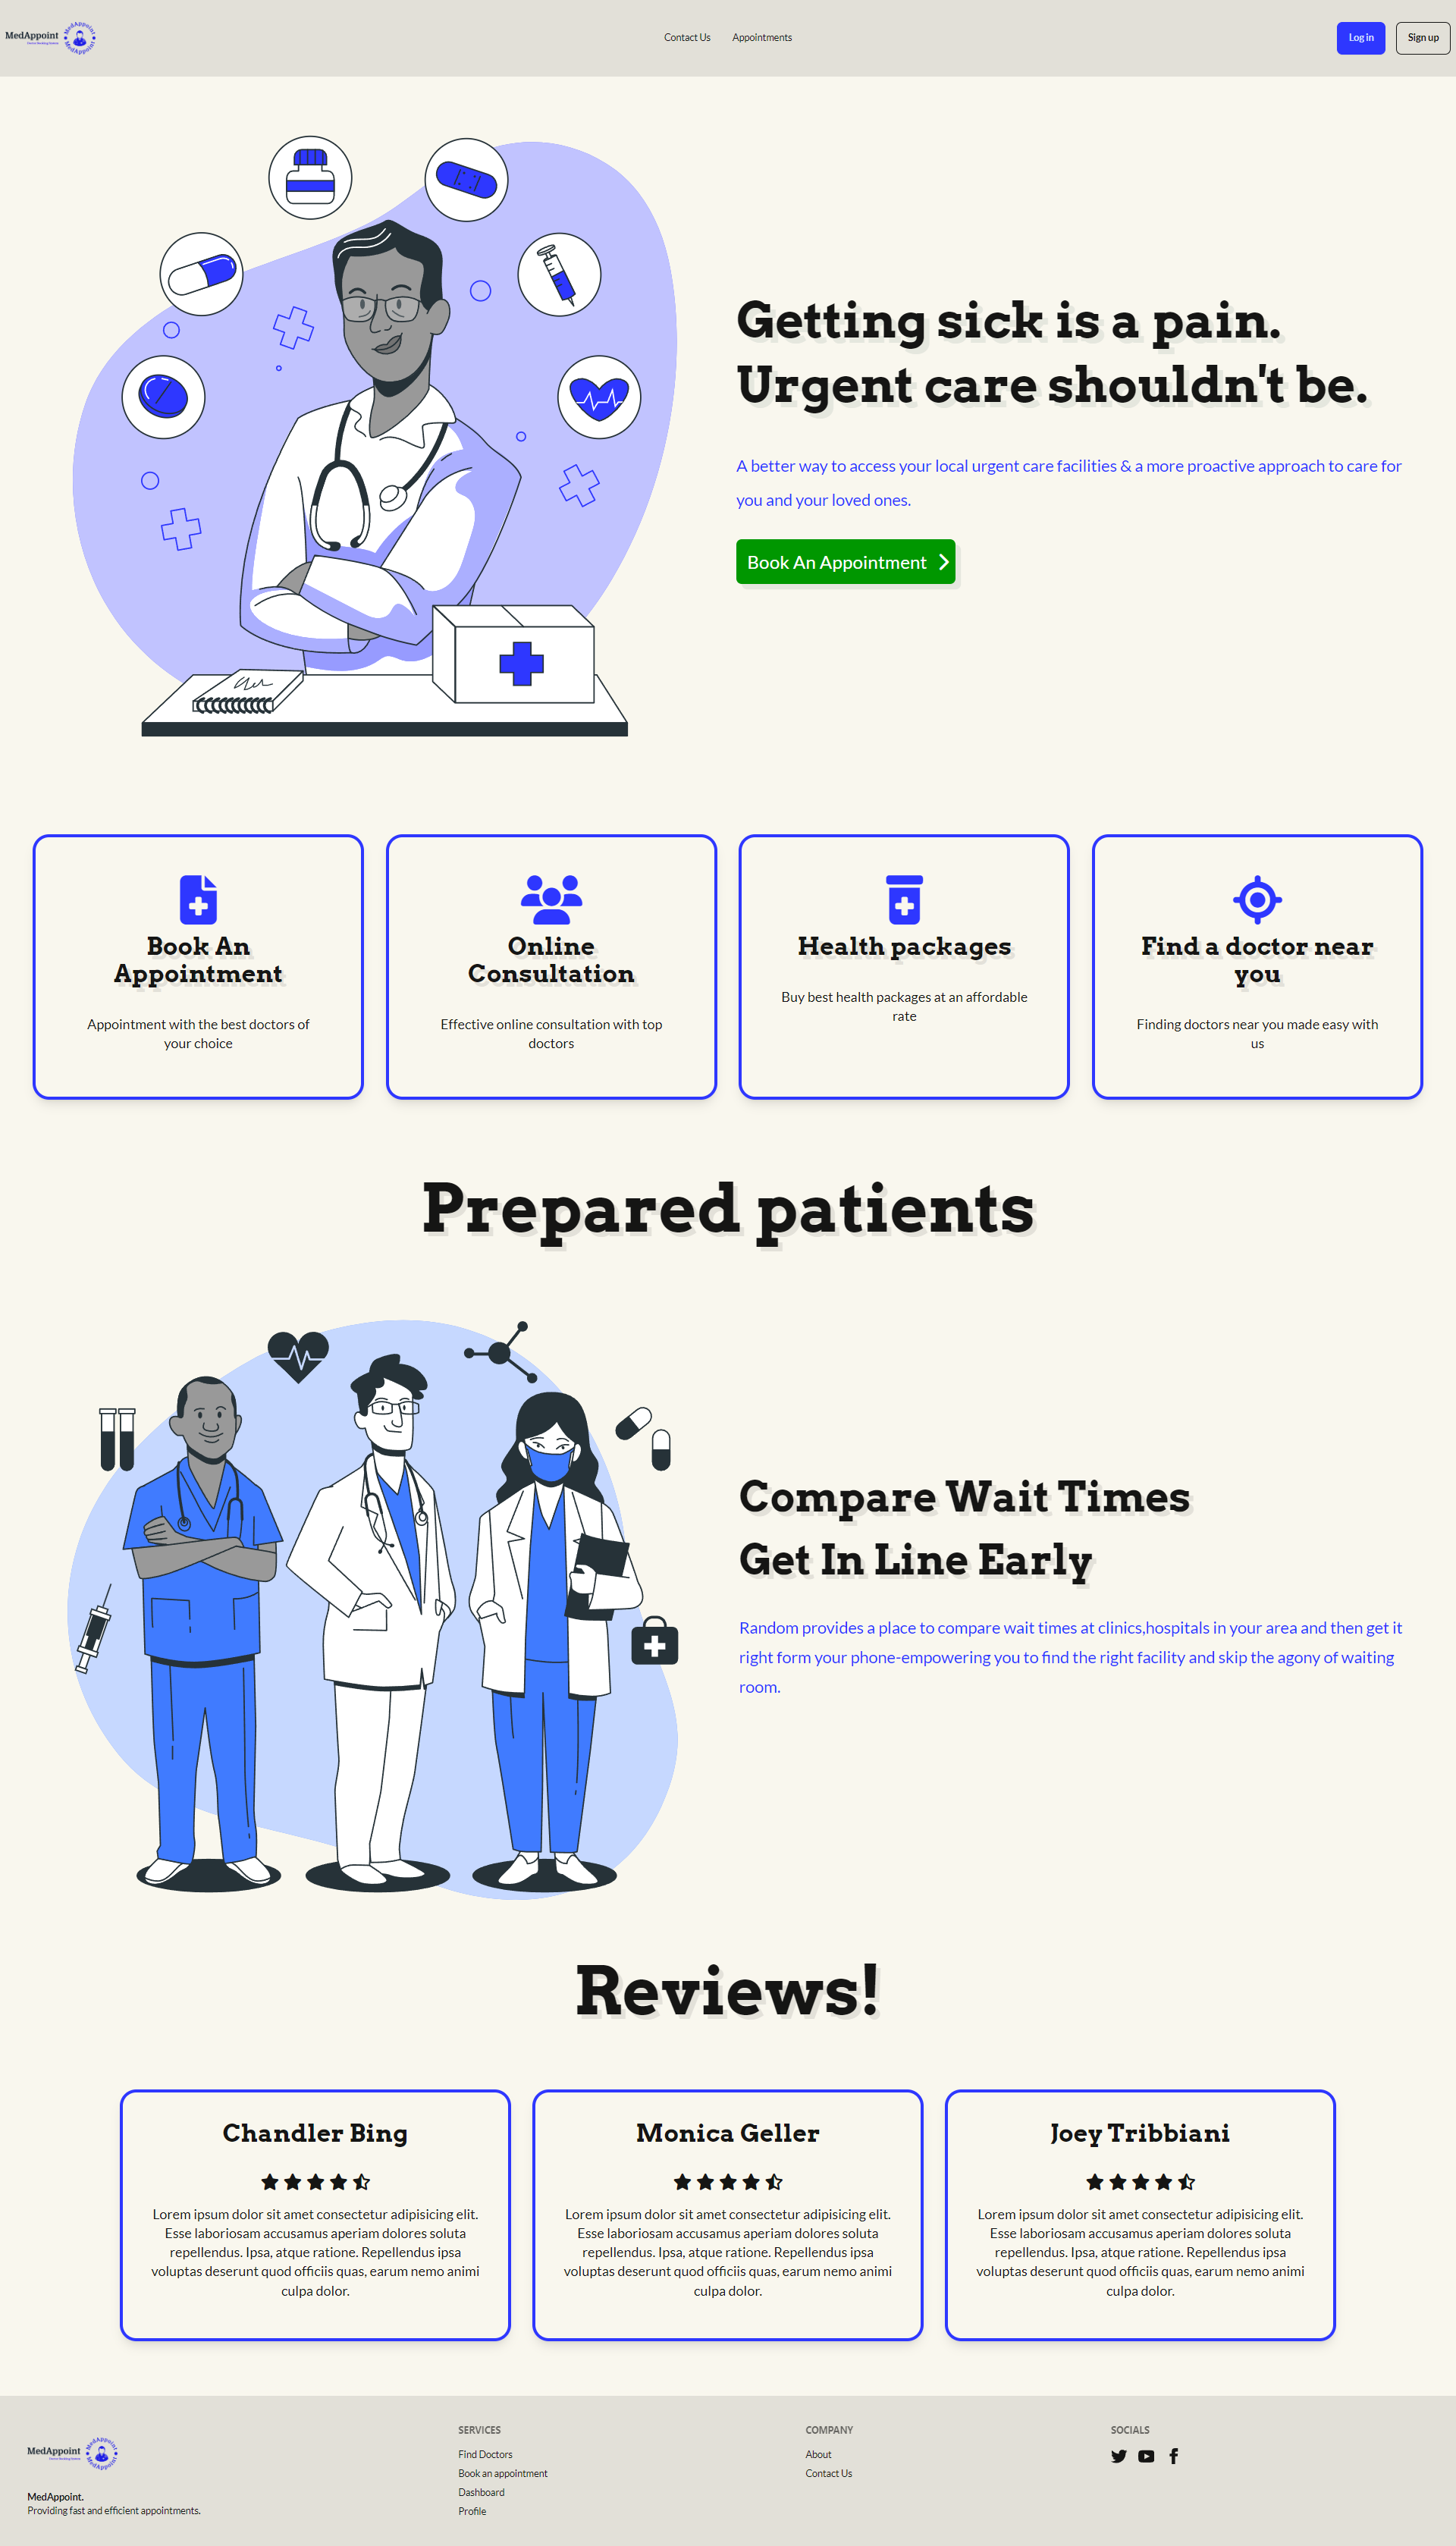 MedAppoint
MedAppoint
MedAppoint
Contact Us
Appointments
Log in
Sign up
Getting sick is a pain.
Urgent care shouldn't be.
A better way to access your local urgent care facilities & a more proactive approach to care for
you and your loved ones.
Book An Appointment
Book An
Appointment
Appointment with the best doctors of
your choice
Online
Consultation
Effective online consultation with top
doctors
Health packages
Buy best health packages at an affordable
rate
Find a doctor near
you
Finding doctors near you made easy with
us
Prepared patients
Compare Wait Times
Get In Line Early
Random provides a place to compare wait times at clinics,hospitals in your area and then get it
right form your phone-empowering you to find the right facility and skip the agony of waiting
room.
Reviews!
Chandler Bing
Lorem ipsum dolor sit amet consectetur adipisicing elit.
Esse laboriosam accusamus aperiam dolores soluta
repellendus. Ipsa, atque ratione. Repellendus ipsa
voluptas deserunt quod officiis quas, earum nemo animi
culpa dolor.
Monica Geller
Lorem ipsum dolor sit amet consectetur adipisicing elit.
Esse laboriosam accusamus aperiam dolores soluta
repellendus. Ipsa, atque ratione. Repellendus ipsa
voluptas deserunt quod officiis quas, earum nemo animi
culpa dolor.
Joey Tribbiani
Lorem ipsum dolor sit amet consectetur adipisicing elit.
Esse laboriosam accusamus aperiam dolores soluta
repellendus. Ipsa, atque ratione. Repellendus ipsa
voluptas deserunt quod officiis quas, earum nemo animi
culpa dolor.
MedAppoint
MedAppoint
MedAppoint
MedAppoint.
Providing fast and efficient appointments.
SERVICES
Find Doctors
Book an appointment
Dashboard
Profile
COMPANY
About
Contact Us
SOCIALS